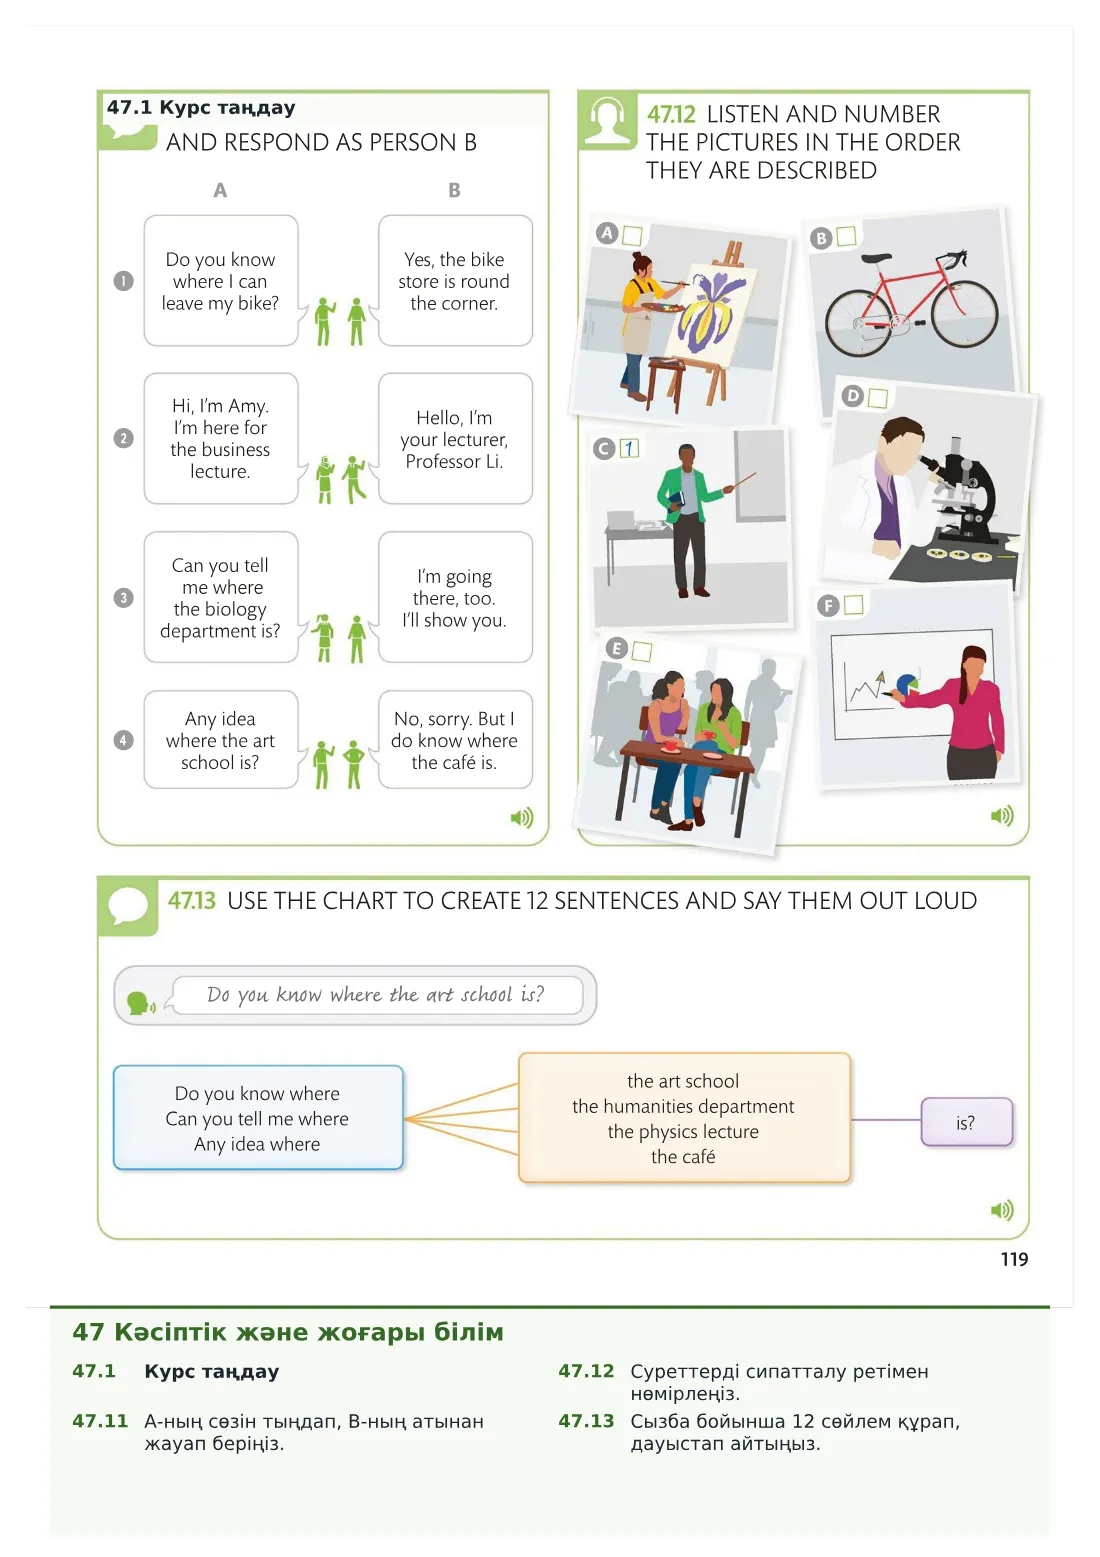 47.1 Курс таңдау
AND RESPOND AS PERSON B
A
B
1
Do you know
where I can
leave my bike?
Yes, the bike
store is round
the corner.
2
Hi, I'm Amy.
I'm here for
the business
lecture.
Hello, I'm
your lecturer,
Professor Li.
3
Can you tell
me where
the biology
department is?
I'm going
there, too.
I'll show you.
4
Any idea
where the art
school is?
No, sorry. But I
do know where
the café is.
47.12 LISTEN AND NUMBER
THE PICTURES IN THE ORDER
THEY ARE DESCRIBED
A
B
C 1
D
E
F
47.13 USE THE CHART TO CREATE 12 SENTENCES AND SAY THEM OUT LOUD
Do you know where the art school is?
Do you know where
Can you tell me where
Any idea where
the art school
the humanities department
the physics lecture
the café
is?
119
47 Кәсіптік және жоғары білім
47.1 Курс таңдау
47.11 А-ның сөзін тыңдап, В-ның атынан
жауап беріңіз.
47.12 Суреттерді сипатталу ретімен
нөмірлеңіз.
47.13 Сызба бойынша 12 сөйлем құрап,
дауыстап айтыңыз.